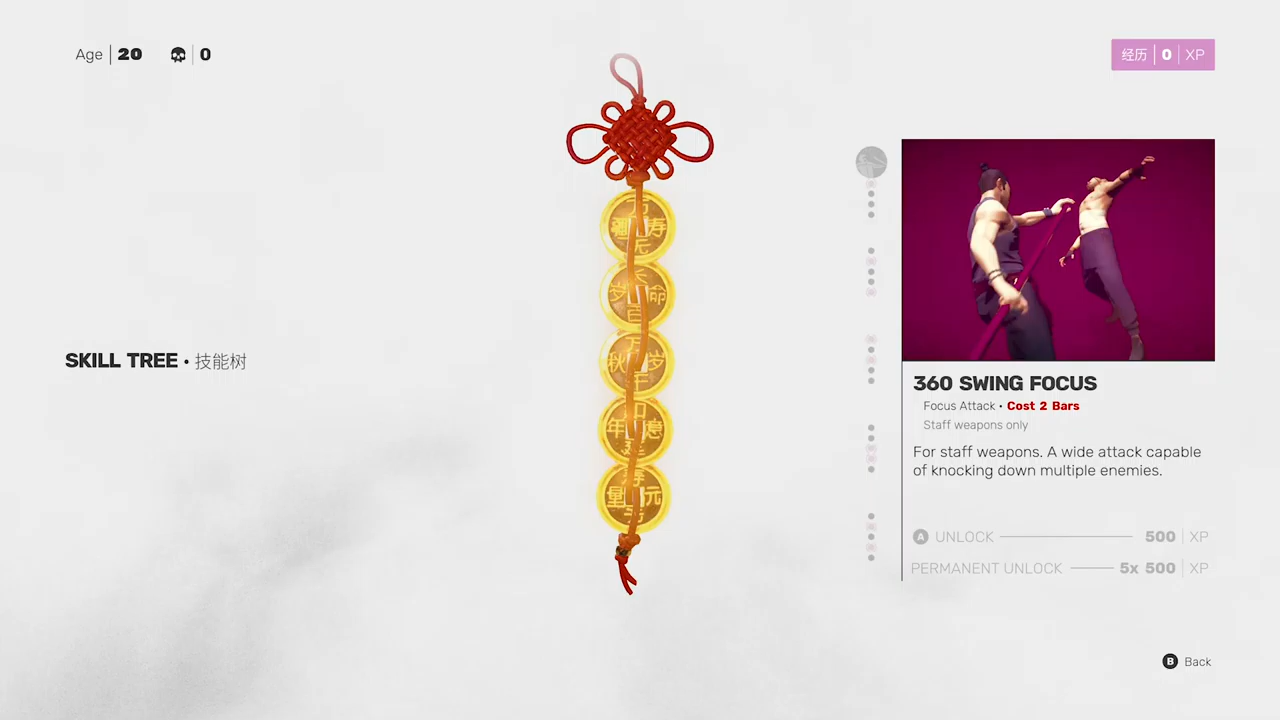 Age 20 0
经历 0 XP
SKILL TREE • 技能树
360 SWING FOCUS
Focus Attack • Cost 2 Bars
Staff weapons only
For staff weapons. A wide attack capable
of knocking down multiple enemies.
A UNLOCK 500 XP
PERMANENT UNLOCK 5x 500 XP
B Back